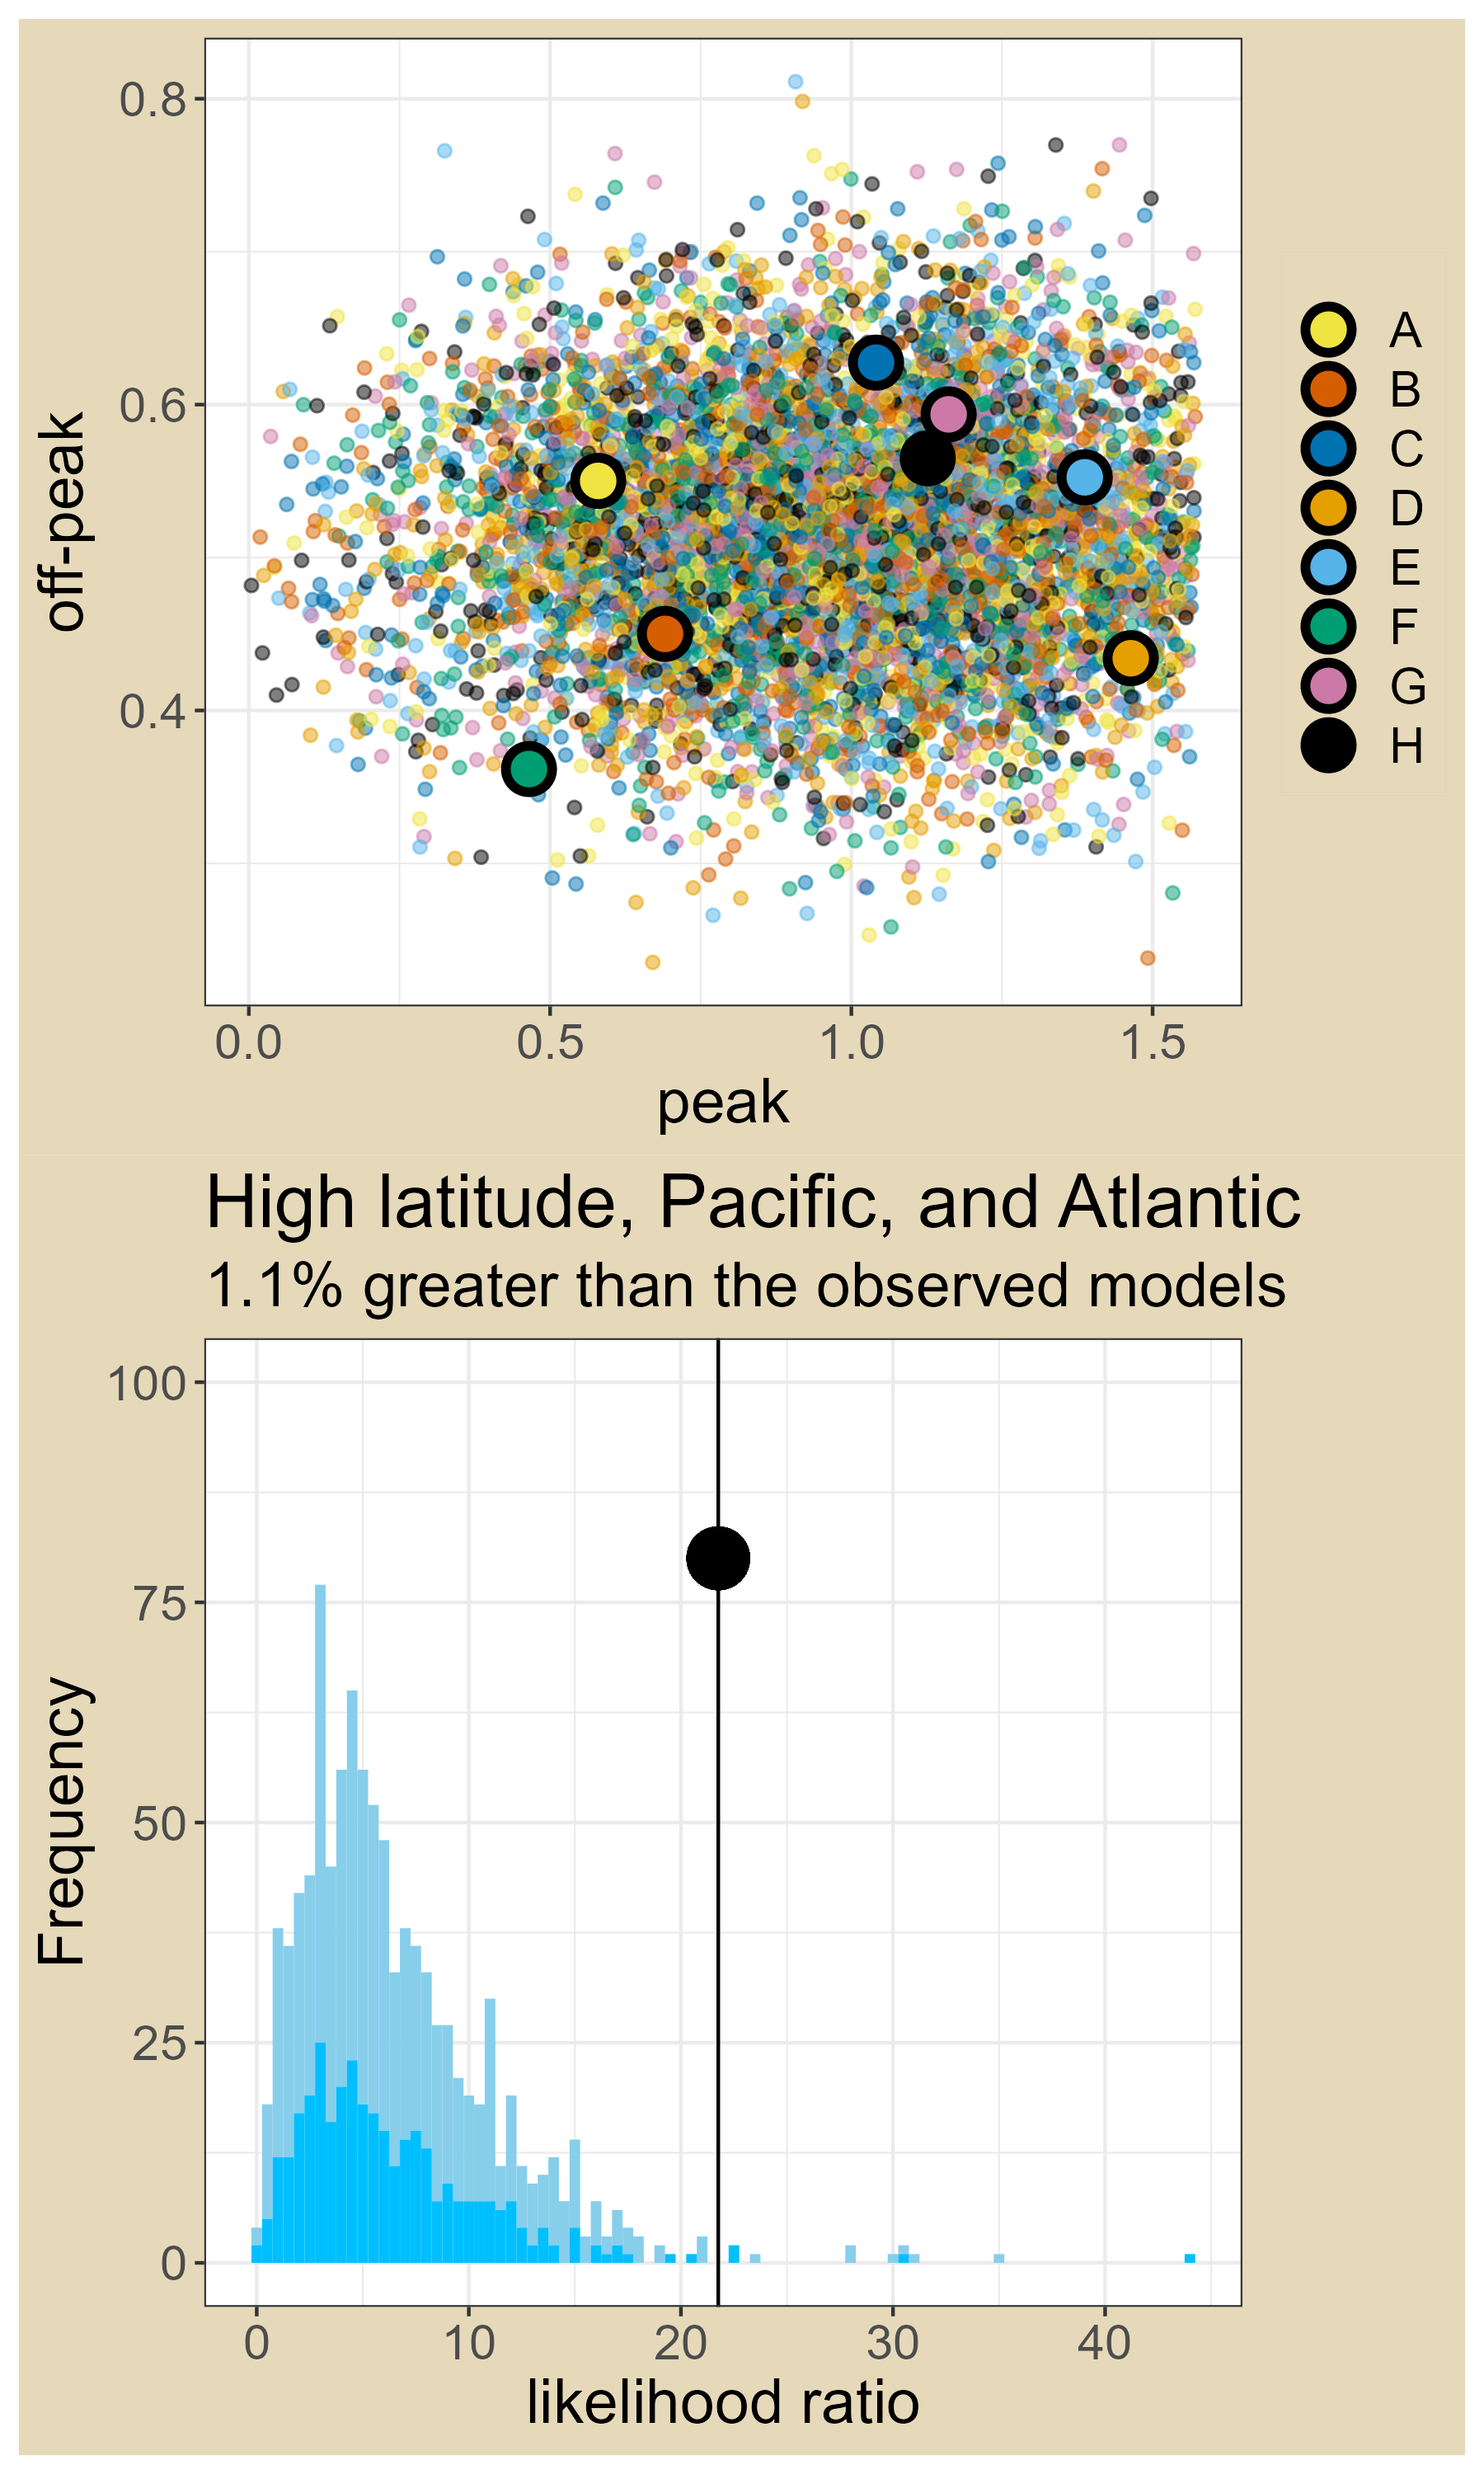 0.8
0.6
0.4
off-peak
0.0 0.5 1.0 1.5
peak
A
B
C
D
E
F
G
H
High latitude, Pacific, and Atlantic
1.1% greater than the observed models
100
75
50
25
0
Frequency
0 10 20 30 40
likelihood ratio